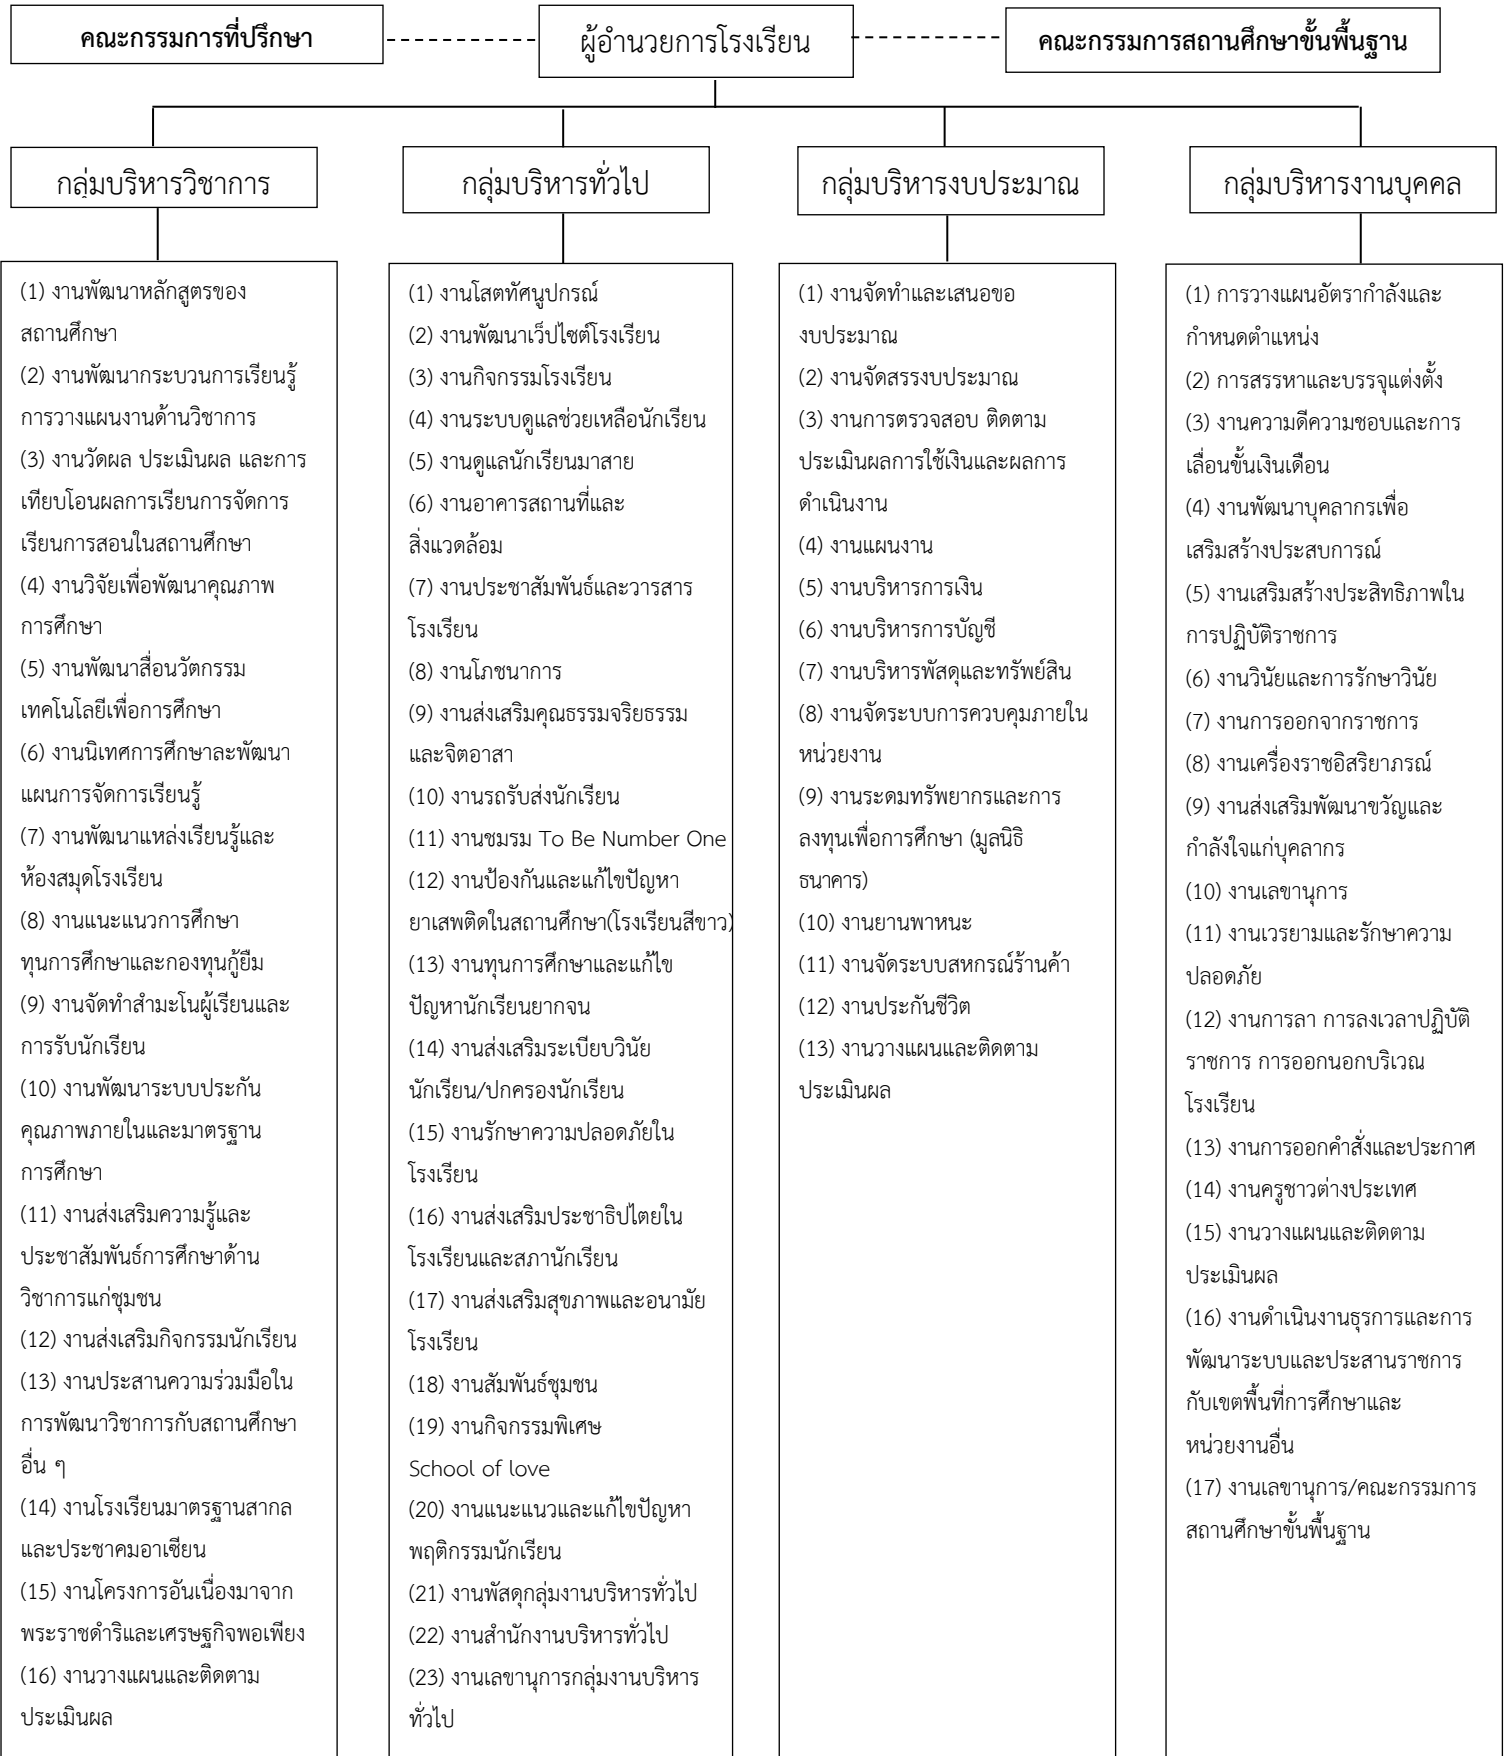 คณะกรรมการที่ปรึกษา
ผู้อำนวยการโรงเรียน
คณะกรรมการสถานศึกษาขั้นพื้นฐาน
กลุ่มบริหารวิชาการ
กลุ่มบริหารทั่วไป
กลุ่มบริหารงบประมาณ
กลุ่มบริหารงานบุคคล
(1) งานพัฒนาหลักสูตรของ
สถานศึกษา
(2) งานพัฒนากระบวนการเรียนรู้
การวางแผนงานด้านวิชาการ
(3) งานวัดผล ประเมินผล และการ
เทียบโอนผลการเรียนการจัดการ
เรียนการสอนในสถานศึกษา
(4) งานวิจัยเพื่อพัฒนาคุณภาพ
การศึกษา
(5) งานพัฒนาสื่อนวัตกรรม
เทคโนโลยีเพื่อการศึกษา
(6) งานนิเทศการศึกษาละพัฒนา
แผนการจัดการเรียนรู้
(7) งานพัฒนาแหล่งเรียนรู้และ
ห้องสมุดโรงเรียน
(8) งานแนะแนวการศึกษา
ทุนการศึกษาและกองทุนกู้ยืม
(9) งานจัดทำสำมะโนผู้เรียนและ
การรับนักเรียน
(10) งานพัฒนาระบบประกัน
คุณภาพภายในและมาตรฐาน
การศึกษา
(11) งานส่งเสริมความรู้และ
ประชาสัมพันธ์การศึกษาด้าน
วิชาการแก่ชุมชน
(12) งานส่งเสริมกิจกรรมนักเรียน
(13) งานประสานความร่วมมือใน
การพัฒนาวิชาการกับสถานศึกษา
อื่น ๆ
(14) งานโรงเรียนมาตรฐานสากล
และประชาคมอาเซียน
(15) งานโครงการอันเนื่องมาจาก
พระราชดำริและเศรษฐกิจพอเพียง
(16) งานวางแผนและติดตาม
ประเมินผล
(1) งานโสตทัศนูปกรณ์
(2) งานพัฒนาเว็ปไซต์โรงเรียน
(3) งานกิจกรรมโรงเรียน
(4) งานระบบดูแลช่วยเหลือนักเรียน
(5) งานดูแลนักเรียนมาสาย
(6) งานอาคารสถานที่และ
สิ่งแวดล้อม
(7) งานประชาสัมพันธ์และวารสาร
โรงเรียน
(8) งานโภชนาการ
(9) งานส่งเสริมคุณธรรมจริยธรรม
และจิตอาสา
(10) งานรถรับส่งนักเรียน
(11) งานชมรม To Be Number One
(12) งานป้องกันและแก้ไขปัญหา
ยาเสพติดในสถานศึกษา(โรงเรียนสีขาว)
(13) งานทุนการศึกษาและแก้ไข
ปัญหานักเรียนยากจน
(14) งานส่งเสริมระเบียบวินัย
นักเรียน/ปกครองนักเรียน
(15) งานรักษาความปลอดภัยใน
โรงเรียน
(16) งานส่งเสริมประชาธิปไตยใน
โรงเรียนและสภานักเรียน
(17) งานส่งเสริมสุขภาพและอนามัย
โรงเรียน
(18) งานสัมพันธ์ชุมชน
(19) งานกิจกรรมพิเศษ
School of love
(20) งานแนะแนวและแก้ไขปัญหา
พฤติกรรมนักเรียน
(21) งานพัสดุกลุ่มงานบริหารทั่วไป
(22) งานสำนักงานบริหารทั่วไป
(23) งานเลขานุการกลุ่มงานบริหาร
ทั่วไป
(1) งานจัดทำและเสนอขอ
งบประมาณ
(2) งานจัดสรรงบประมาณ
(3) งานการตรวจสอบ ติดตาม
ประเมินผลการใช้เงินและผลการ
ดำเนินงาน
(4) งานแผนงาน
(5) งานบริหารการเงิน
(6) งานบริหารการบัญชี
(7) งานบริหารพัสดุและทรัพย์สิน
(8) งานจัดระบบการควบคุมภายใน
หน่วยงาน
(9) งานระดมทรัพยากรและการ
ลงทุนเพื่อการศึกษา (มูลนิธิ
ธนาคาร)
(10) งานยานพาหนะ
(11) งานจัดระบบสหกรณ์ร้านค้า
(12) งานประกันชีวิต
(13) งานวางแผนและติดตาม
ประเมินผล
(1) การวางแผนอัตรากำลังและ
กำหนดตำแหน่ง
(2) การสรรหาและบรรจุแต่งตั้ง
(3) งานความดีความชอบและการ
เลื่อนขั้นเงินเดือน
(4) งานพัฒนาบุคลากรเพื่อ
เสริมสร้างประสบการณ์
(5) งานเสริมสร้างประสิทธิภาพใน
การปฏิบัติราชการ
(6) งานวินัยและการรักษาวินัย
(7) งานการออกจากราชการ
(8) งานเครื่องราชอิสริยาภรณ์
(9) งานส่งเสริมพัฒนาขวัญและ
กำลังใจแก่บุคลากร
(10) งานเลขานุการ
(11) งานเวรยามและรักษาความ
ปลอดภัย
(12) งานการลา การลงเวลาปฏิบัติ
ราชการ การออกนอกบริเวณ
โรงเรียน
(13) งานการออกคำสั่งและประกาศ
(14) งานครูชาวต่างประเทศ
(15) งานวางแผนและติดตาม
ประเมินผล
(16) งานดำเนินงานธุรการและการ
พัฒนาระบบและประสานราชการ
กับเขตพื้นที่การศึกษาและ
หน่วยงานอื่น
(17) งานเลขานุการ/คณะกรรมการ
สถานศึกษาขั้นพื้นฐาน